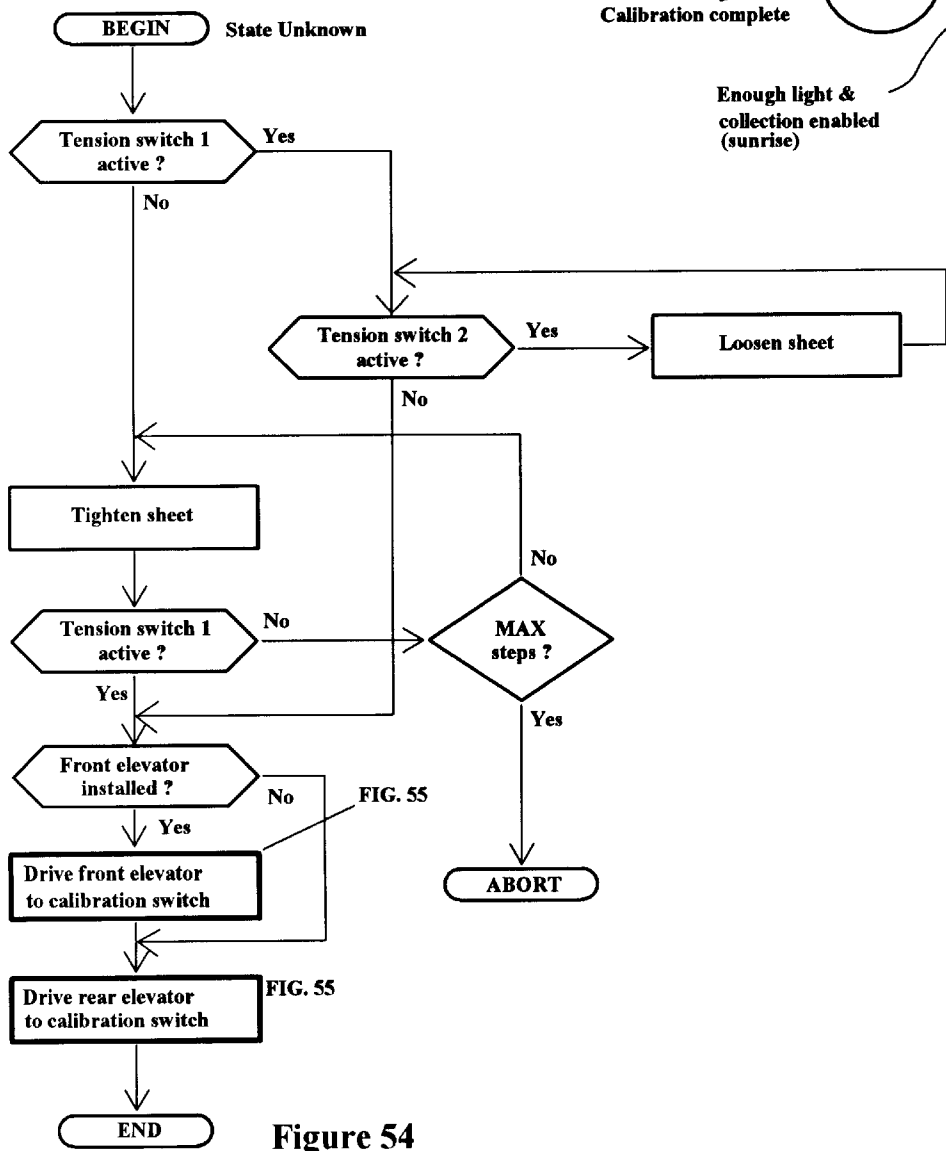 Calibration complete
BEGIN
State Unknown
Enough light &
collection enabled
(sunrise)
Tension switch 1
active ?
Yes
No
Tension switch 2
active ?
Yes
Loosen sheet
No
Tighten sheet
No
Tension switch 1
active ?
No
MAX
steps ?
Yes
Yes
Front elevator
installed ?
No
FIG. 55
Yes
Drive front elevator
to calibration switch
ABORT
Drive rear elevator
to calibration switch
FIG. 55
END
Figure 54